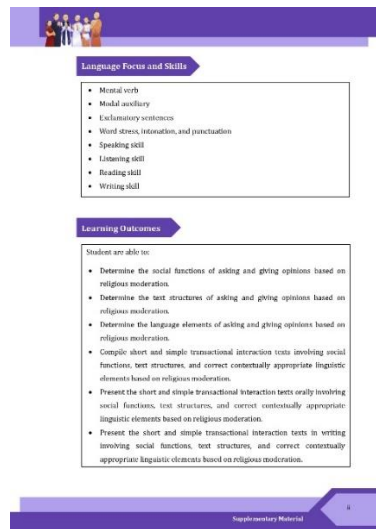 Language Focus and Skills
• Mental verb
• Modal auxiliary
• Exclamatory sentences
• Word stress, intonation, and punctuation
• Speaking skill
• Listening skill
• Reading skill
• Writing skill
Learning Outcomes
Student are able to:
• Determine the social functions of asking and giving opinions based on
religious moderation.
• Determine the text structures of asking and giving opinions based on
religious moderation.
• Determine the language elements of asking and giving opinions based on
religious moderation.
• Compile short and simple transactional interaction texts involving social
functions, text structures, and correct contextually appropriate linguistic
elements based on religious moderation.
• Present the short and simple transactional interaction texts orally involving
social functions, text structures, and correct contextually appropriate
linguistic elements based on religious moderation.
• Present the short and simple transactional interaction texts in writing
involving social functions, text structures, and correct contextually
appropriate linguistic elements based on religious moderation.
Supplementary Material